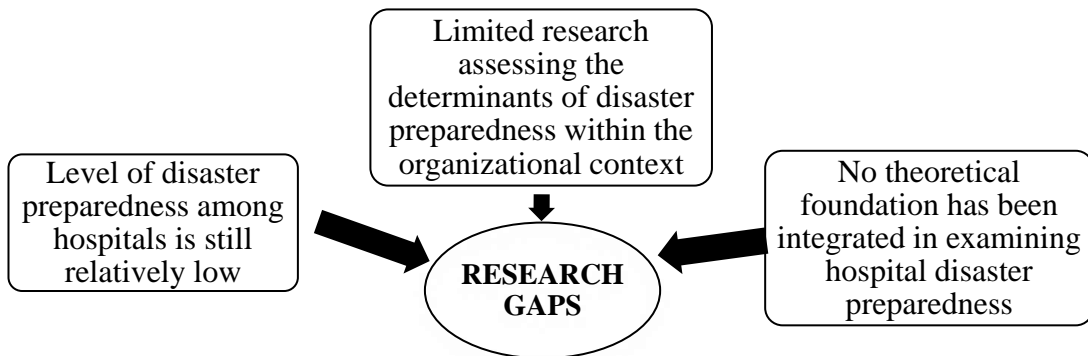 Level of disaster
preparedness among
hospitals is still
relatively low
Limited research
assessing the
determinants of disaster
preparedness within the
organizational context
No theoretical
foundation has been
integrated in examining
hospital disaster
preparedness
RESEARCH
GAPS